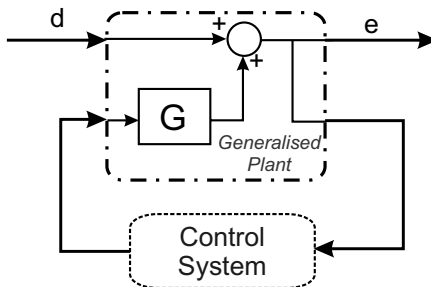 d
e
+
+
G
Generalised
Plant
Control
System